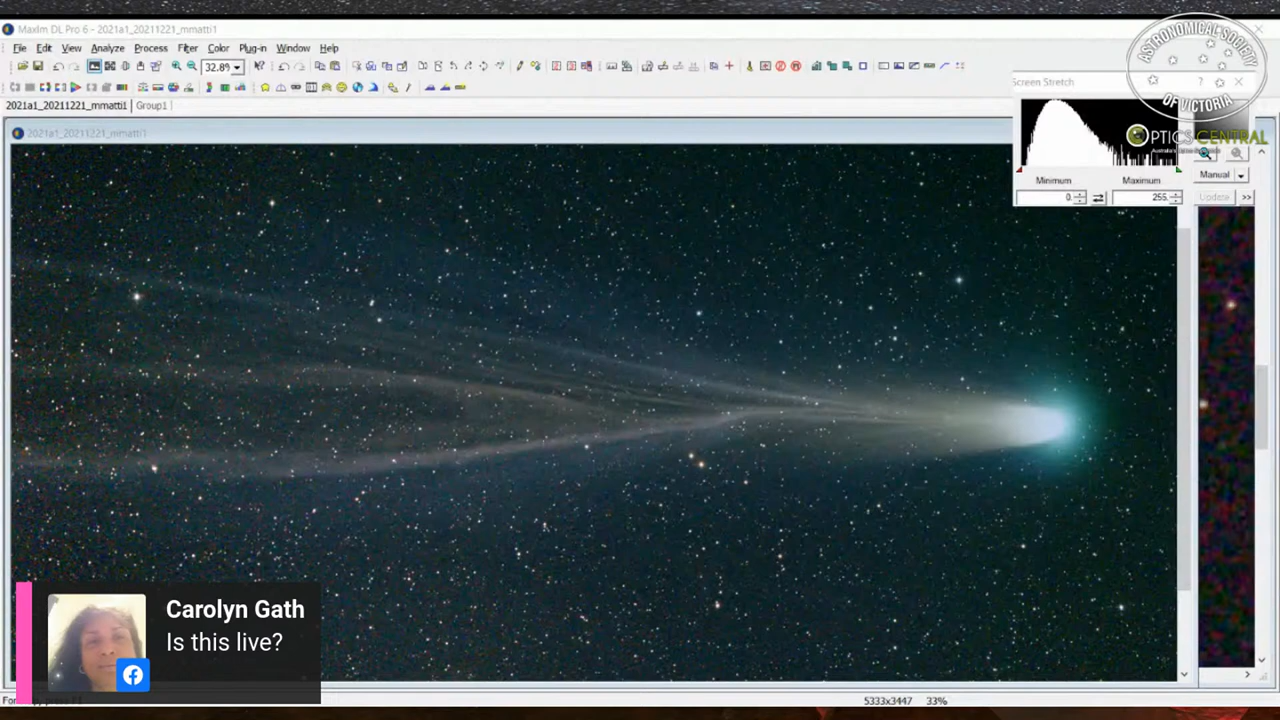 MaxIm DL Pro 6 - 2021a1_20211221_mmatti1
File Edit View Analyze Process Filter Color Plug-in Window Help
32.8%
2021a1_20211221_mmatti1 Group1
2021a1_20211221_mmatti1
Screen Stretch
ASTRONOMICAL SOCIETY
OF VICTORIA
OPTICS CENTRAL
Minimum Maximum Manual
0. 255. Update >>
Carolyn Gath
Is this live?
5333x3447 33%